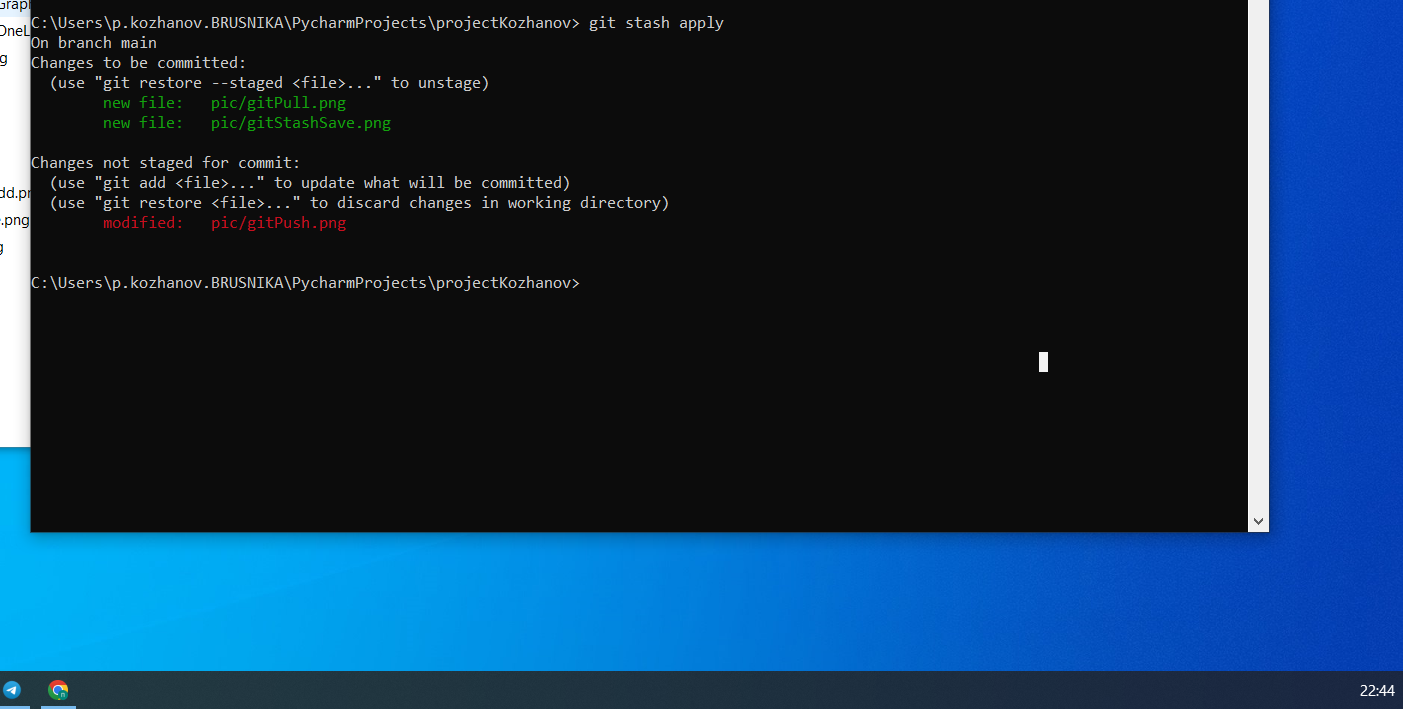 Graph
C:\Users\p.kozhanov.BRUSNIKA\PycharmProjects\projectKozhanov> git stash apply
OneL
On branch main
g
Changes to be committed:
(use "git restore --staged <file>..." to unstage)
new file:   pic/gitPull.png
new file:   pic/gitStashSave.png
Changes not staged for commit:
(use "git add <file>..." to update what will be committed)
dd.pn
(use "git restore <file>..." to discard changes in working directory)
.png
modified:   pic/gitPush.png
g
C:\Users\p.kozhanov.BRUSNIKA\PycharmProjects\projectKozhanov>
22:44